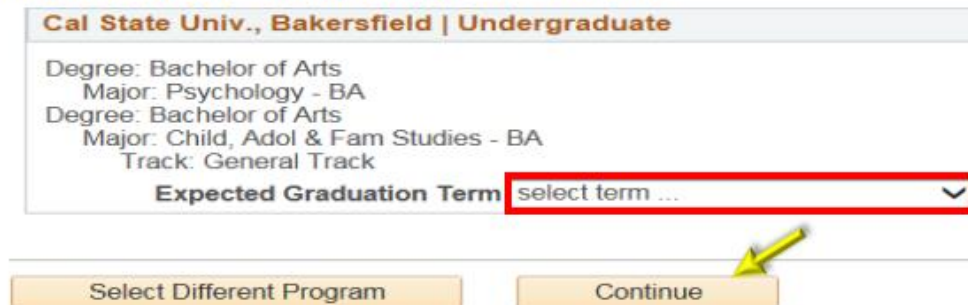 Cal State Univ., Bakersfield | Undergraduate
Degree: Bachelor of Arts
Major: Psychology - BA
Degree: Bachelor of Arts
Major: Child, Adol & Fam Studies - BA
Track: General Track
Expected Graduation Term select term ...
Select Different Program Continue